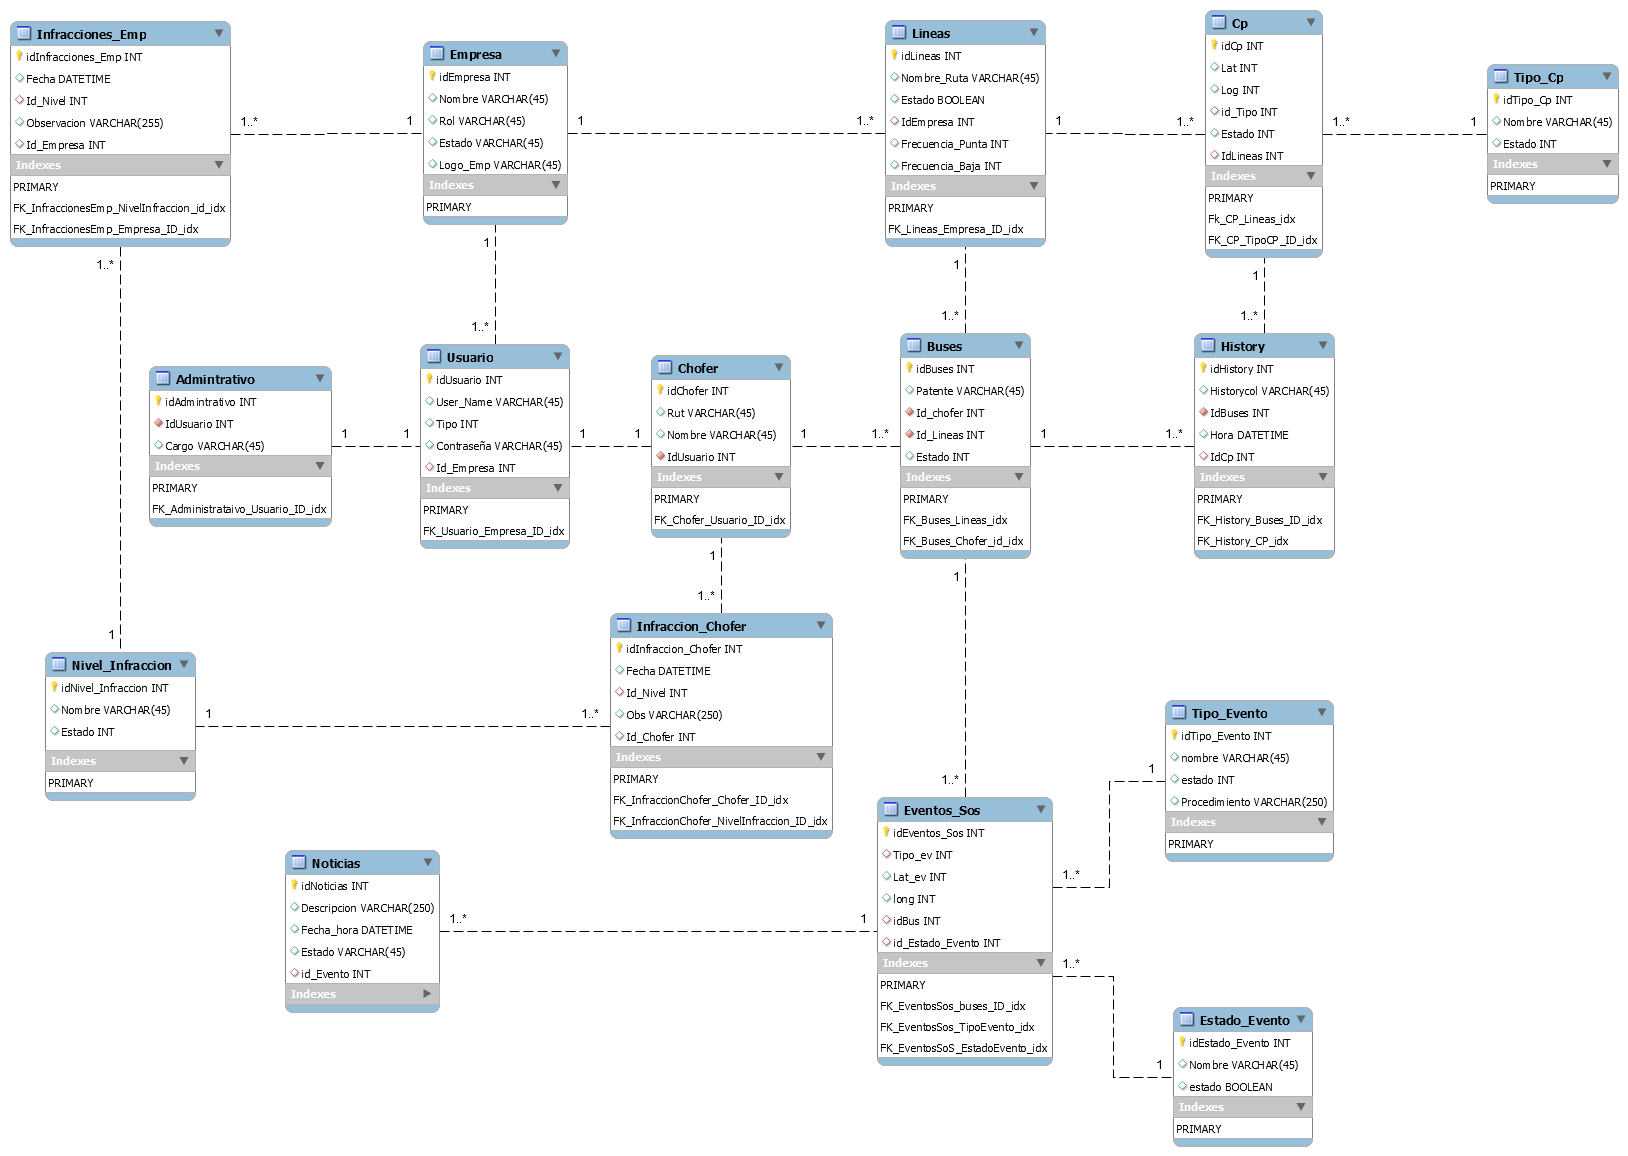 Infracciones_Emp
idInfracciones_Emp INT
Fecha DATETIME
Id_Nivel INT
Observacion VARCHAR(255)
Id_Empresa INT
Indexes
PRIMARY
FK_InfraccionesEmp_NivelInfraccion_id_idx
FK_InfraccionesEmp_Empresa_ID_idx
1..*
1
Empresa
idEmpresa INT
Nombre VARCHAR(45)
Rol VARCHAR(45)
Estado VARCHAR(45)
Logo_Emp VARCHAR(45)
Indexes
PRIMARY
1
1..*
Lineas
idLineas INT
Nombre_Ruta VARCHAR(45)
Estado BOOLEAN
IdEmpresa INT
Frecuencia_Punta INT
Frecuencia_Baja INT
Indexes
PRIMARY
FK_Lineas_Empresa_ID_idx
1
1..*
Cp
idCp INT
Lat INT
Log INT
id_Tipo INT
Estado INT
IdLineas INT
Indexes
PRIMARY
Fk_CP_Lineas_idx
FK_CP_TipoCP_ID_idx
1..*
1
Tipo_Cp
idTipo_Cp INT
Nombre VARCHAR(45)
Estado INT
Indexes
PRIMARY
1..*
1
1
1..*
1
1..*
1
1..*
Admintrativo
idAdmintrativo INT
IdUsuario INT
Cargo VARCHAR(45)
Indexes
PRIMARY
FK_Administrataivo_Usuario_ID_idx
1
1
Usuario
idUsuario INT
User_Name VARCHAR(45)
Tipo INT
Contraseña VARCHAR(45)
Id_Empresa INT
Indexes
PRIMARY
FK_Usuario_Empresa_ID_idx
1
1
Chofer
idChofer INT
Rut VARCHAR(45)
Nombre VARCHAR(45)
IdUsuario INT
Indexes
PRIMARY
FK_Chofer_Usuario_ID_idx
1
1..*
Buses
idBuses INT
Patente VARCHAR(45)
Id_chofer INT
Id_Lineas INT
Estado INT
Indexes
PRIMARY
FK_Buses_Lineas_idx
FK_Buses_Chofer_id_idx
1
1..*
History
idHistory INT
Historycol VARCHAR(45)
IdBuses INT
Hora DATETIME
IdCp INT
Indexes
PRIMARY
FK_History_Buses_ID_idx
FK_History_CP_idx
1
1..*
1
1..*
Nivel_Infraccion
idNivel_Infraccion INT
Nombre VARCHAR(45)
Estado INT
Indexes
PRIMARY
1
1..*
Infraccion_Chofer
idInfraccion_Chofer INT
Fecha DATETIME
Id_Nivel INT
Obs VARCHAR(250)
Id_Chofer INT
Indexes
PRIMARY
FK_InfraccionChofer_Chofer_ID_idx
FK_InfraccionChofer_NivelInfraccion_ID_idx
Tipo_Evento
idTipo_Evento INT
nombre VARCHAR(45)
estado INT
Procedimiento VARCHAR(250)
Indexes
PRIMARY
1
1..*
Noticias
idNoticias INT
Descripcion VARCHAR(250)
Fecha_hora DATETIME
Estado VARCHAR(45)
id_Evento INT
Indexes
1..*
1
Eventos_Sos
idEventos_Sos INT
Tipo_ev INT
Lat_ev INT
long INT
idBus INT
id_Estado_Evento INT
Indexes
PRIMARY
FK_EventosSos_buses_ID_idx
FK_EventosSos_TipoEvento_idx
FK_EventosSoS_EstadoEvento_idx
1..*
1
Estado_Evento
idEstado_Evento INT
Nombre VARCHAR(45)
estado BOOLEAN
Indexes
PRIMARY